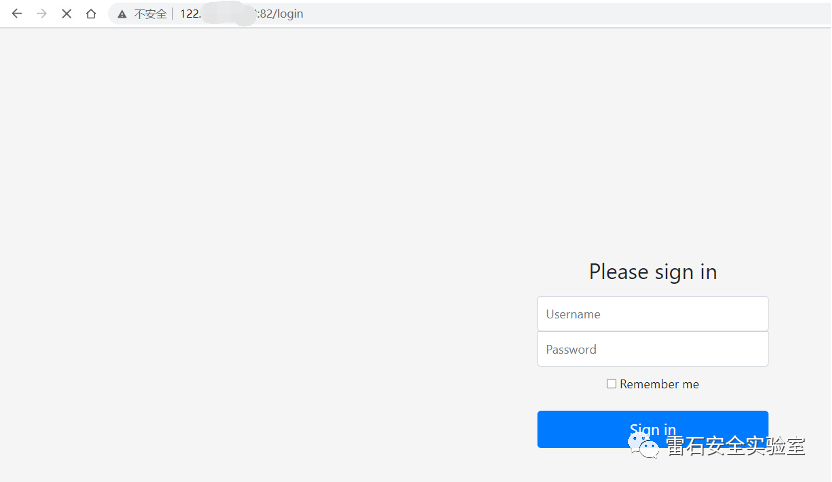 不安全 122. :82/login
Please sign in
Username
Password
Remember me
Sign in
雷石安全实验室